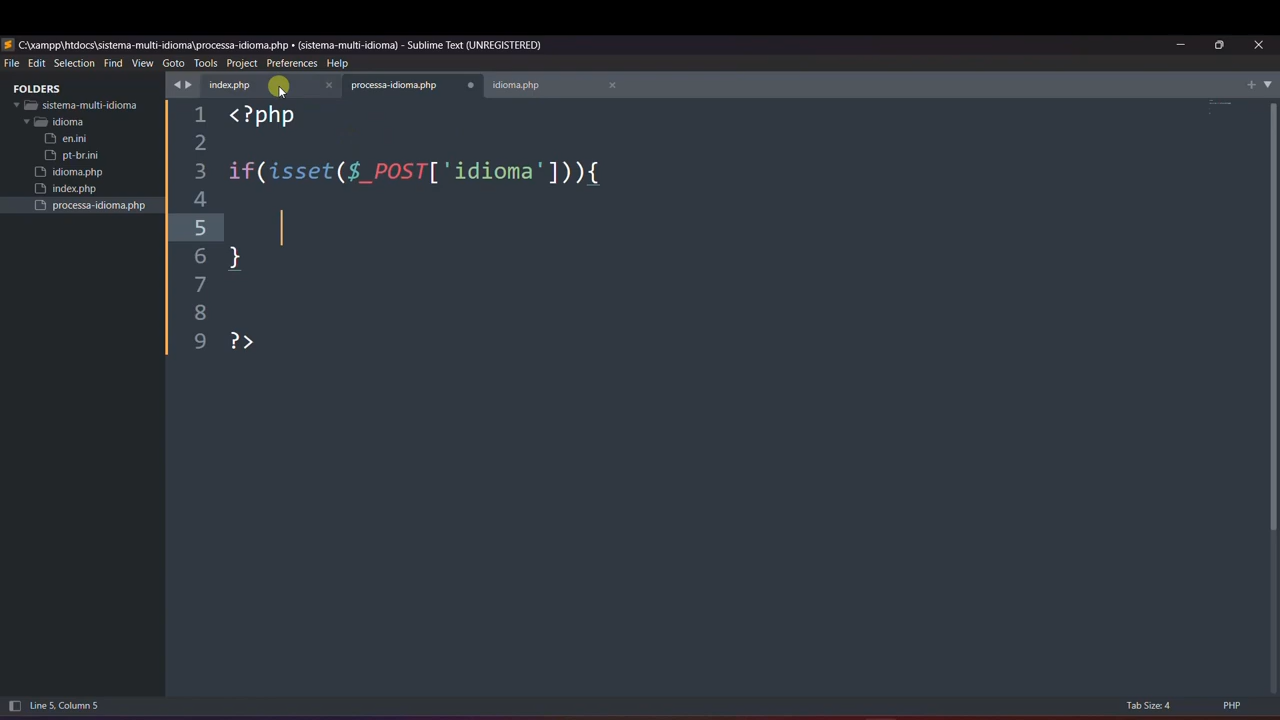 C:\xampp\htdocs\sistema-multi-idioma\processa-idioma.php • (sistema-multi-idioma) - Sublime Text (UNREGISTERED)
File Edit Selection Find View Goto Tools Project Preferences Help
FOLDERS
sistema-multi-idioma
idioma
en.ini
pt-br.ini
idioma.php
index.php
processa-idioma.php
index.php processa-idioma.php idioma.php
1 <?php
2
3 if(isset($_POST['idioma'])){
4
5
6 }
7
8
9 ?>
Line 5, Column 5 Tab Size: 4 PHP